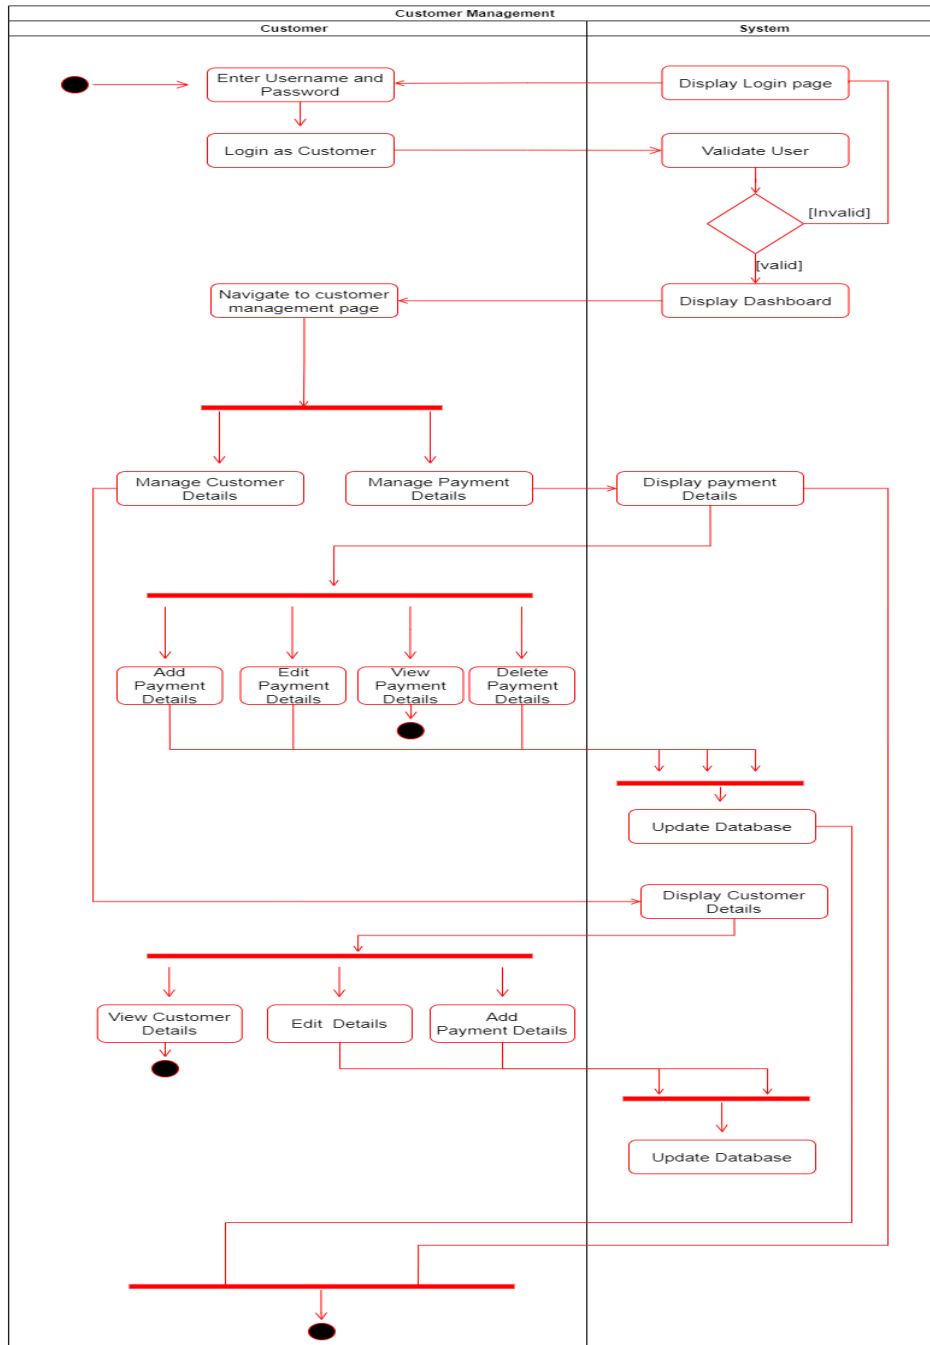 Customer Management
Customer
System
Enter Username and
Password
Display Login page
Login as Customer
Validate User
[Invalid]
[valid]
Navigate to customer
management page
Display Dashboard
Manage Customer
Details
Manage Payment
Details
Display payment
Details
Add
Payment
Details
Edit
Payment
Details
View
Payment
Details
Delete
Payment
Details
Update Database
Display Customer
Details
View Customer
Details
Edit Details
Add
Payment Details
Update Database